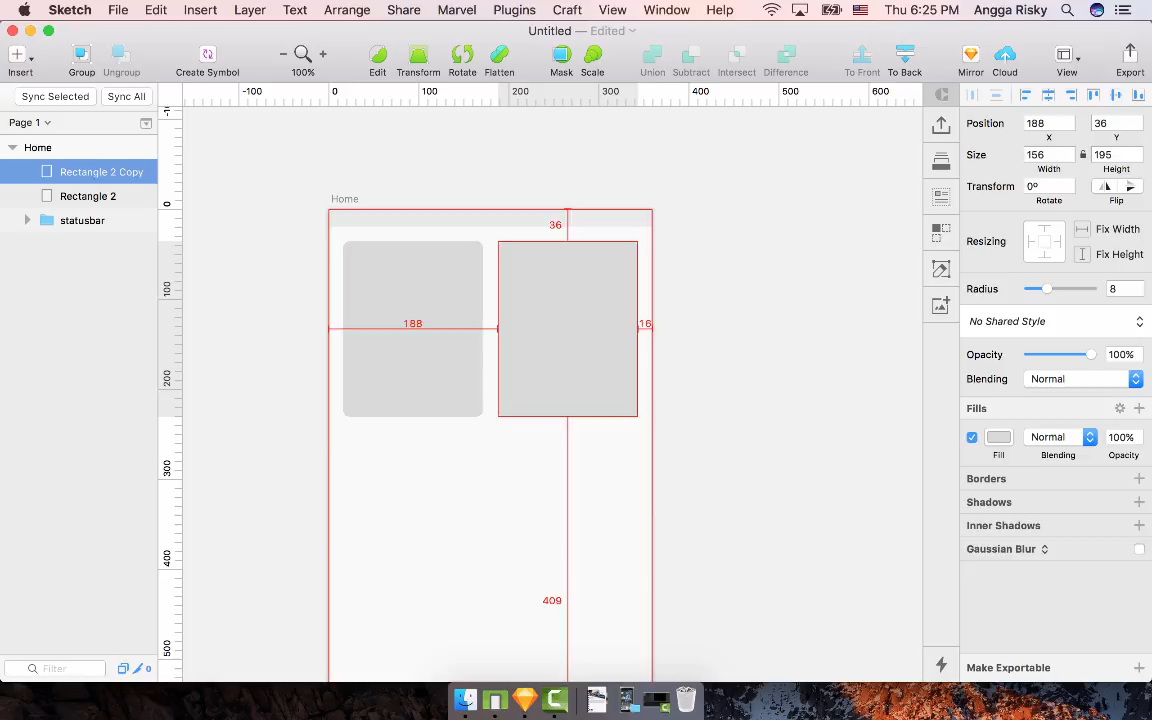 Sketch File Edit Insert Layer Text Arrange Share Marvel Plugins Craft View Window Help Thu 6:25 PM Angga Risky
Untitled — Edited
Insert Group Ungroup Create Symbol 100% Edit Transform Rotate Flatten Mask Scale Union Subtract Intersect Difference To Front To Back Mirror Cloud View Export
Sync Selected Sync All
-100 0 100 200 300 400 500 600
Page 1
Home
Rectangle 2 Copy
Rectangle 2
statusbar
Filter 0
0
100
200
300
400
500
Home
36
188
16
409
Position 188 36
X Y
Size 156 195
Width Height
Transform 0º
Rotate Flip
Resizing Fix Width
Fix Height
Radius 8
No Shared Style
Opacity 100%
Blending Normal
Fills
Normal 100%
Fill Blending Opacity
Borders
Shadows
Inner Shadows
Gaussian Blur
Make Exportable